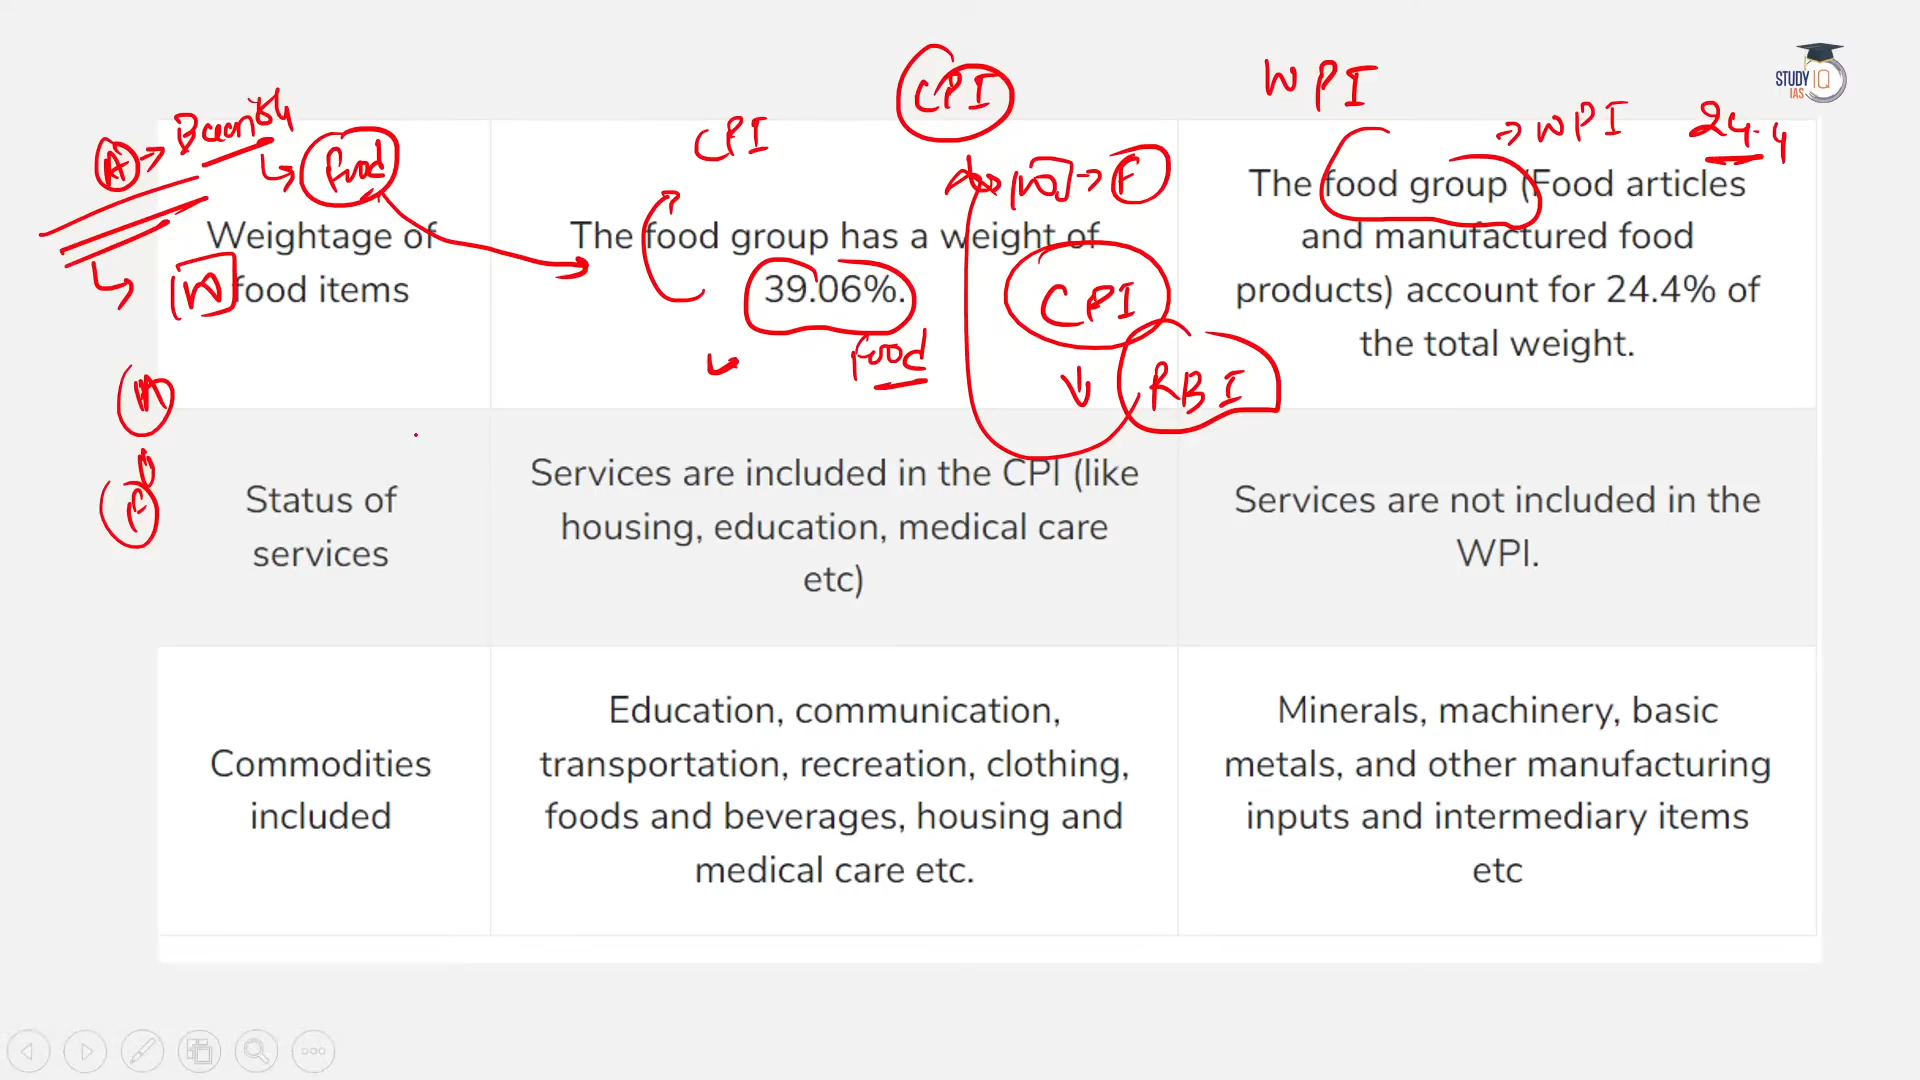 CPI
WPI
STUDY IQ
IAS
CPI
→ WPI 24.4
A →
Food
F
Weightage of
food items
The food group has a weight of
39.06%.
The food group (Food articles
and manufactured food
products) account for 24.4% of
the total weight.
CPI
Food
RBI
Status of
services
Services are included in the CPI (like
housing, education, medical care
etc)
Services are not included in the
WPI.
Commodities
included
Education, communication,
transportation, recreation, clothing,
foods and beverages, housing and
medical care etc.
Minerals, machinery, basic
metals, and other manufacturing
inputs and intermediary items
etc